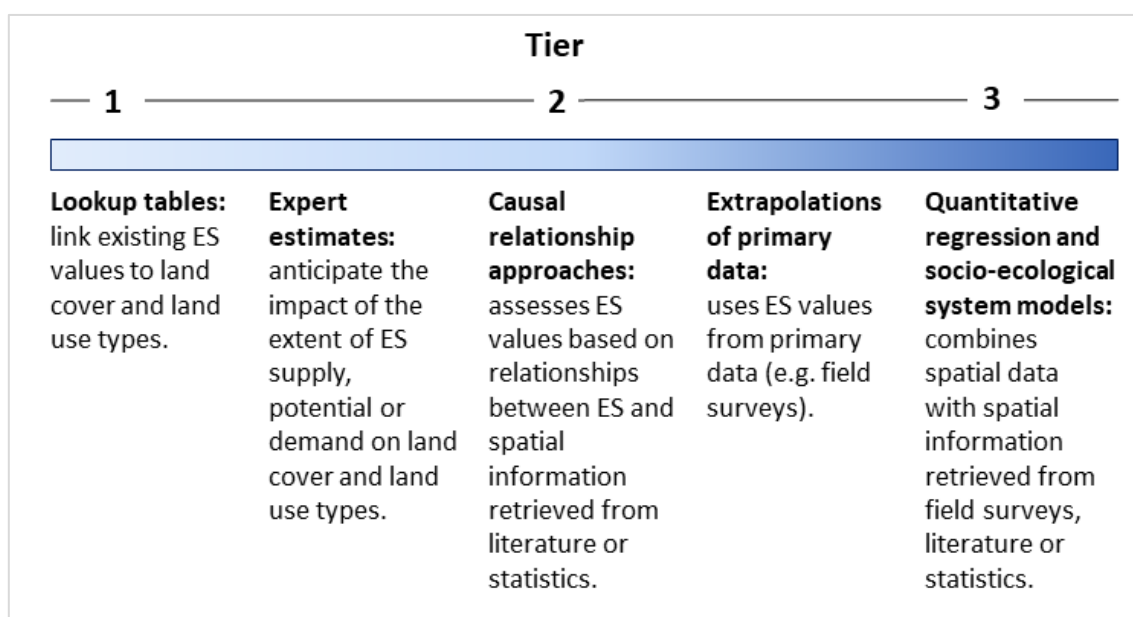 Tier
1 2 3
Lookup tables:
link existing ES
values to land
cover and land
use types.
Expert
estimates:
anticipate the
impact of the
extent of ES
supply,
potential or
demand on land
cover and land
use types.
Causal
relationship
approaches:
assesses ES
values based on
relationships
between ES and
spatial
information
retrieved from
literature or
statistics.
Extrapolations
of primary
data:
uses ES values
from primary
data (e.g. field
surveys).
Quantitative
regression and
socio-ecological
system models:
combines
spatial data
with spatial
information
retrieved from
field surveys,
literature or
statistics.